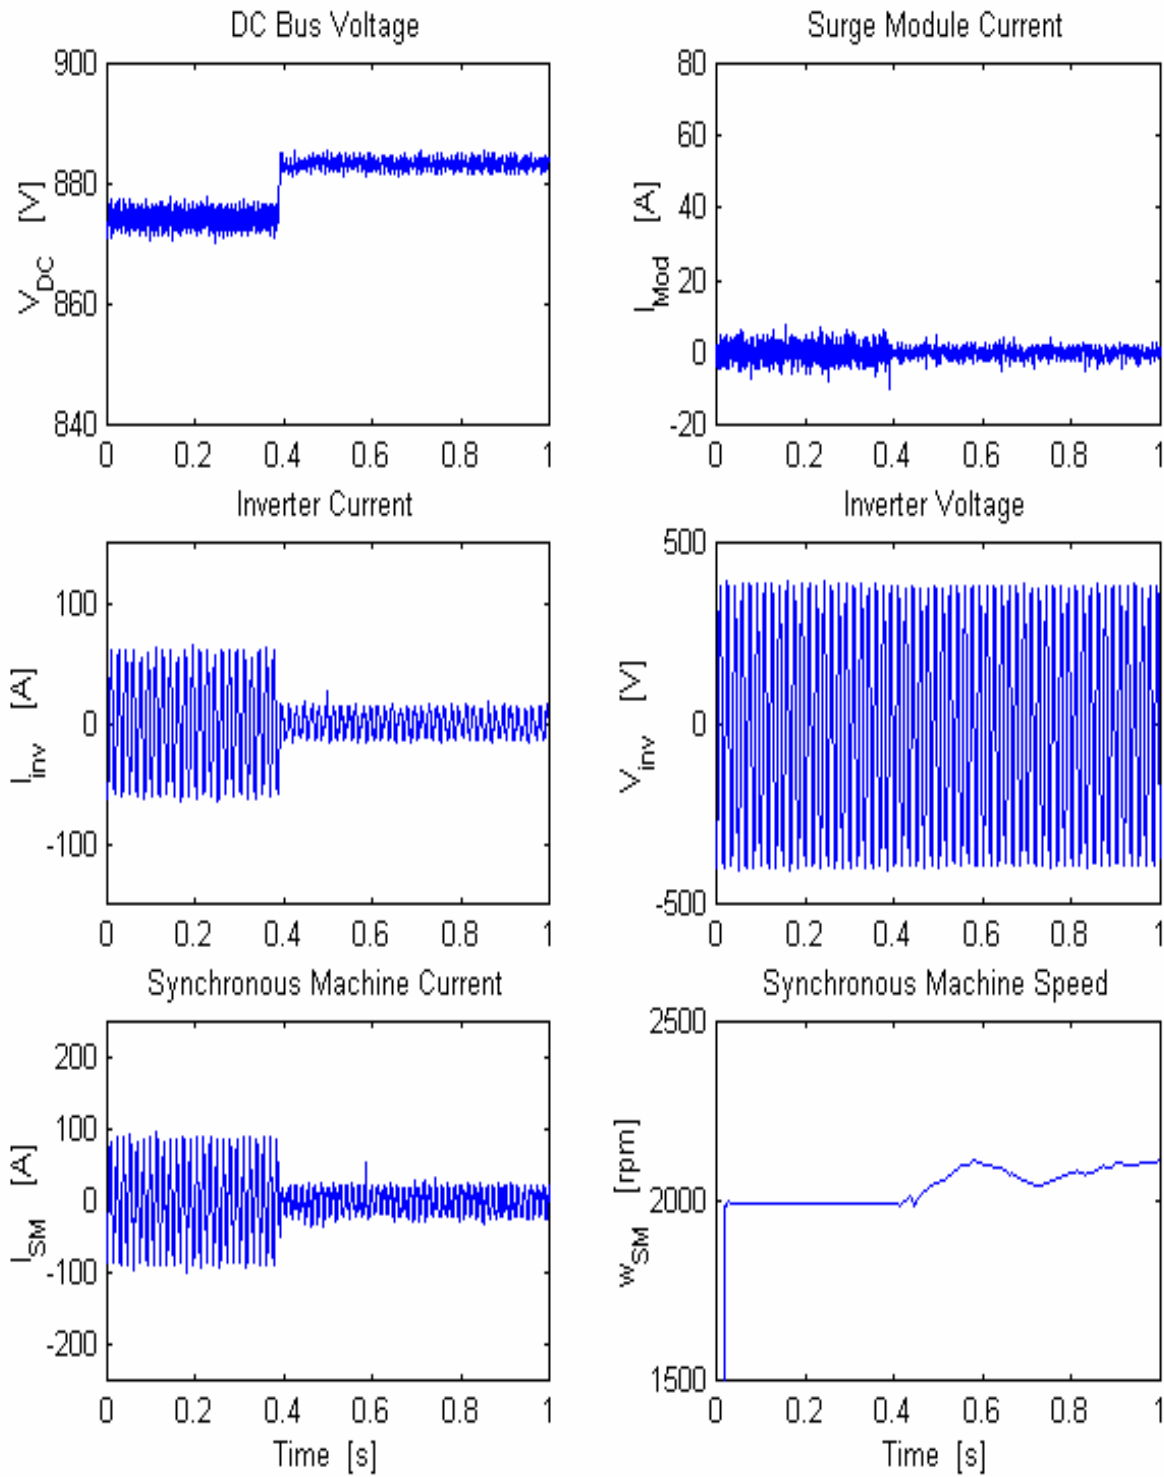 DC Bus Voltage
900
880
860
840
V_DC [V]
0 0.2 0.4 0.6 0.8 1
Surge Module Current
80
60
40
20
0
-20
I_Mod [A]
0 0.2 0.4 0.6 0.8 1
Inverter Current
100
0
-100
I_inv [A]
0 0.2 0.4 0.6 0.8 1
Inverter Voltage
500
0
-500
V_inv [V]
0 0.2 0.4 0.6 0.8 1
Synchronous Machine Current
200
100
0
-100
-200
I_SM [A]
0 0.2 0.4 0.6 0.8 1
Time [s]
Synchronous Machine Speed
2500
2000
1500
w_SM [rpm]
0 0.2 0.4 0.6 0.8 1
Time [s]